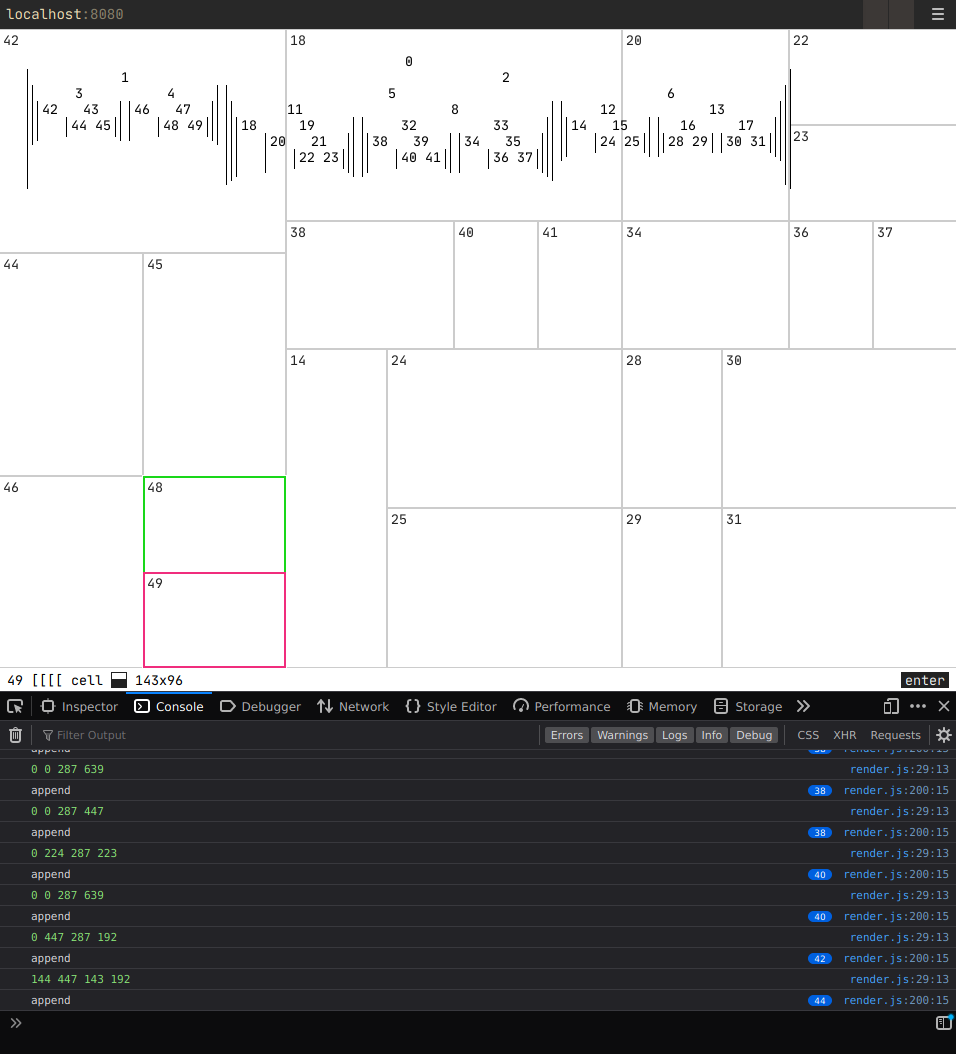 localhost:8080
42 18 20 22
0
1 2
3 4 5 6
42 43 46 47 11 8 12 13
44 45 48 49 18 19 32 33 14 15 16 17
23
20 21 38 39 34 35 24 25 28 29 30 31
22 23 40 41 36 37
38 40 41 34 36 37
44 45
14 24 28 30
46 48
25 29 31
49
49 [[[[ cell 143x96 enter
Inspector Console Debugger Network Style Editor Performance Memory Storage
Filter Output Errors Warnings Logs Info Debug CSS XHR Requests
append 38 render.js:200:15
0 0 287 639 render.js:29:13
append 38 render.js:200:15
0 0 287 447 render.js:29:13
append 38 render.js:200:15
0 224 287 223 render.js:29:13
append 40 render.js:200:15
0 0 287 639 render.js:29:13
append 40 render.js:200:15
0 447 287 192 render.js:29:13
append 42 render.js:200:15
144 447 143 192 render.js:29:13
append 44 render.js:200:15